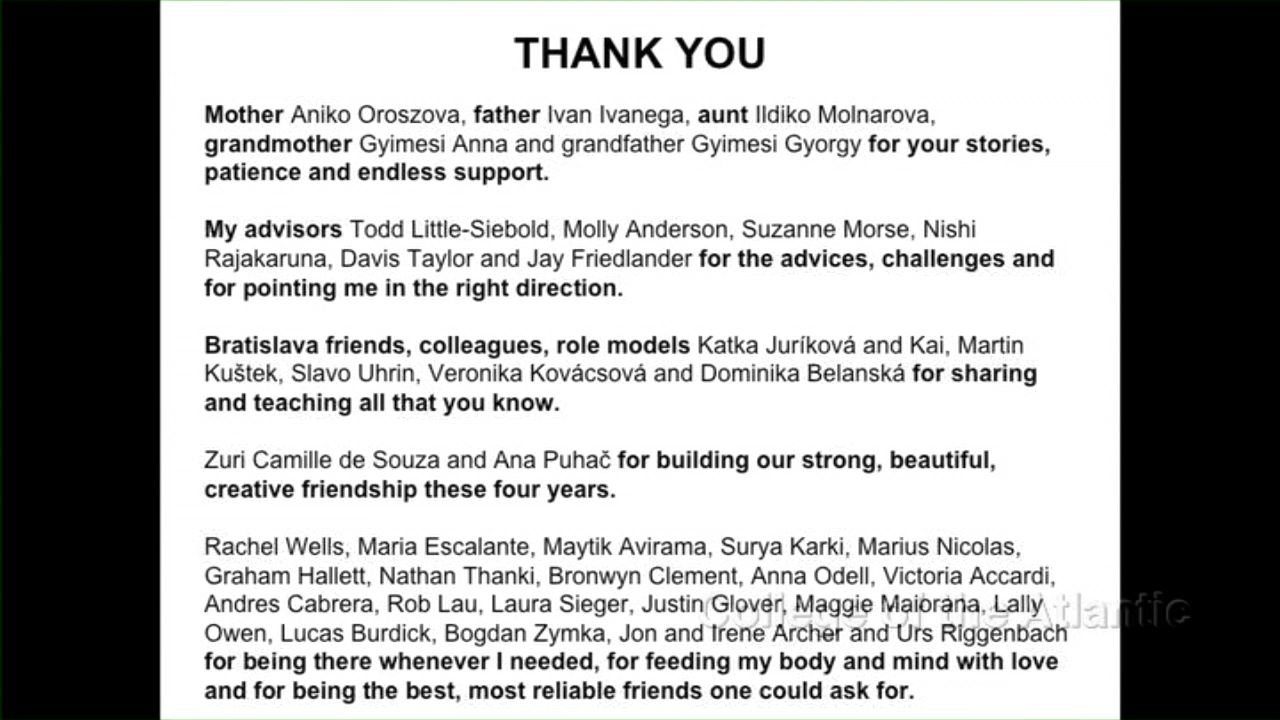 THANK YOU
Mother Aniko Oroszova, father Ivan Ivanega, aunt Ildiko Molnarova,
grandmother Gyimesi Anna and grandfather Gyimesi Gyorgy for your stories,
patience and endless support.
My advisors Todd Little-Siebold, Molly Anderson, Suzanne Morse, Nishi
Rajakaruna, Davis Taylor and Jay Friedlander for the advices, challenges and
for pointing me in the right direction.
Bratislava friends, colleagues, role models Katka Juríková and Kai, Martin
Kuštek, Slavo Uhrin, Veronika Kovácsová and Dominika Belanská for sharing
and teaching all that you know.
Zuri Camille de Souza and Ana Puhač for building our strong, beautiful,
creative friendship these four years.
Rachel Wells, Maria Escalante, Maytik Avirama, Surya Karki, Marius Nicolas,
Graham Hallett, Nathan Thanki, Bronwyn Clement, Anna Odell, Victoria Accardi,
Andres Cabrera, Rob Lau, Laura Sieger, Justin Glover, Maggie Maiorana, Lally
Owen, Lucas Burdick, Bogdan Zymka, Jon and Irene Archer and Urs Riggenbach
for being there whenever I needed, for feeding my body and mind with love
and for being the best, most reliable friends one could ask for.
College of the Atlantic